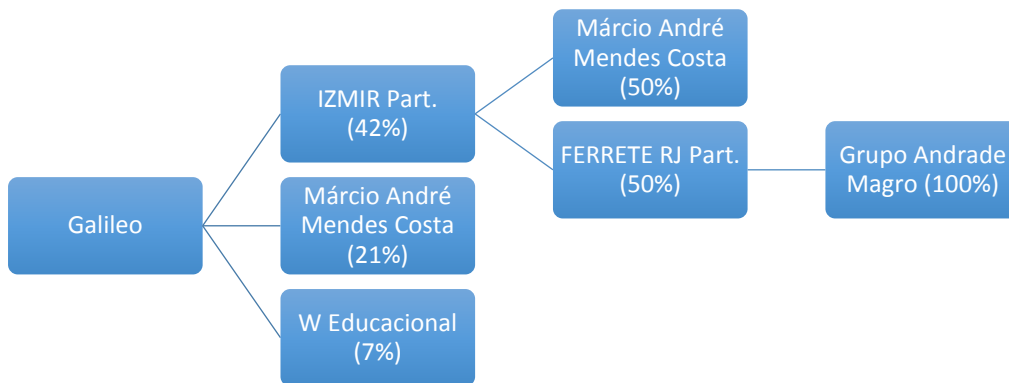 Galileo
IZMIR Part.
(42%)
Márcio André
Mendes Costa
(21%)
W Educacional
(7%)
Márcio André
Mendes Costa
(50%)
FERRETE RJ Part.
(50%)
Grupo Andrade
Magro (100%)